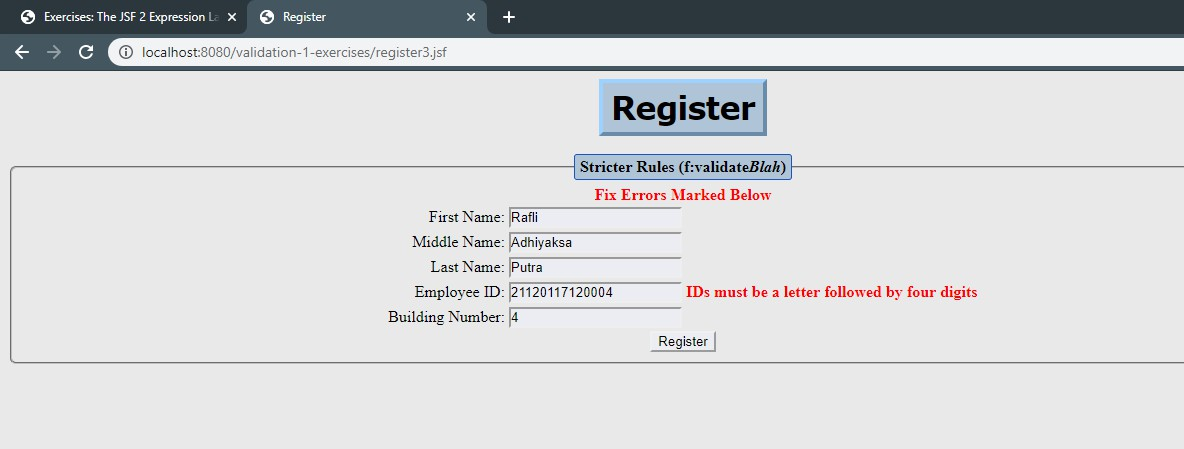 Exercises: The JSF 2 Expression La
Register
localhost:8080/validation-1-exercises/register3.jsf
Register
Stricter Rules (f:validateBlah)
Fix Errors Marked Below
First Name: Rafli
Middle Name: Adhiyaksa
Last Name: Putra
Employee ID: 21120117120004 IDs must be a letter followed by four digits
Building Number: 4
Register